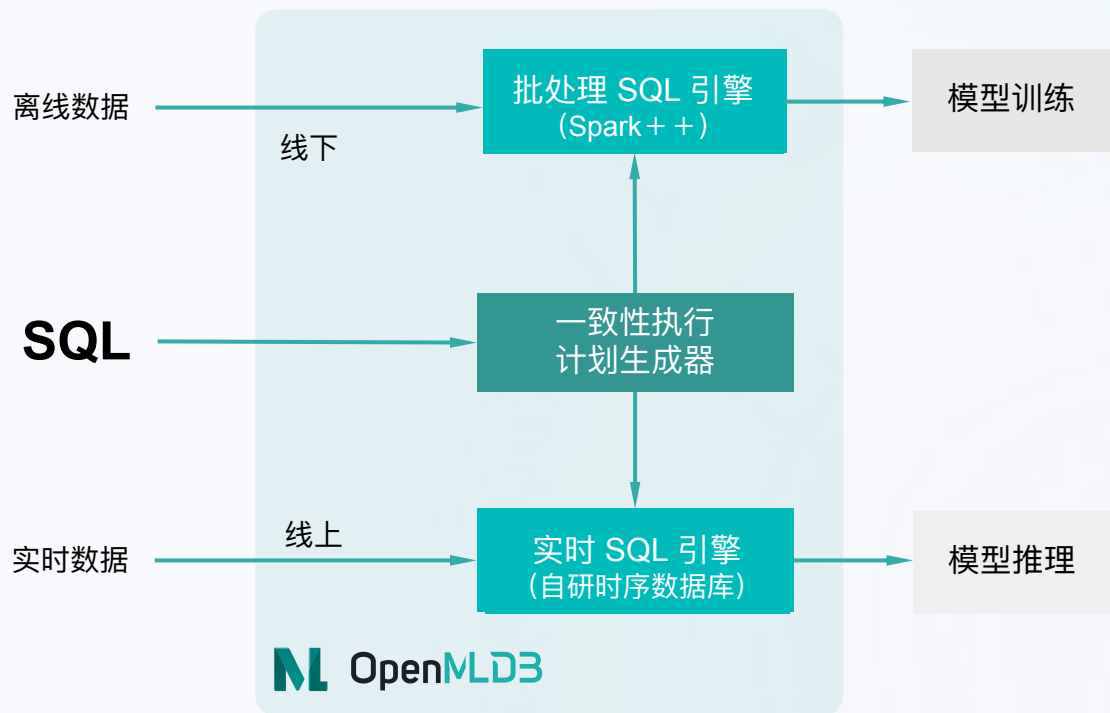 离线数据
线下
批处理 SQL 引擎
（Spark＋＋）
模型训练
SQL
一致性执行
计划生成器
实时数据
线上
实时 SQL 引擎
（自研时序数据库）
模型推理
OpenMLDB